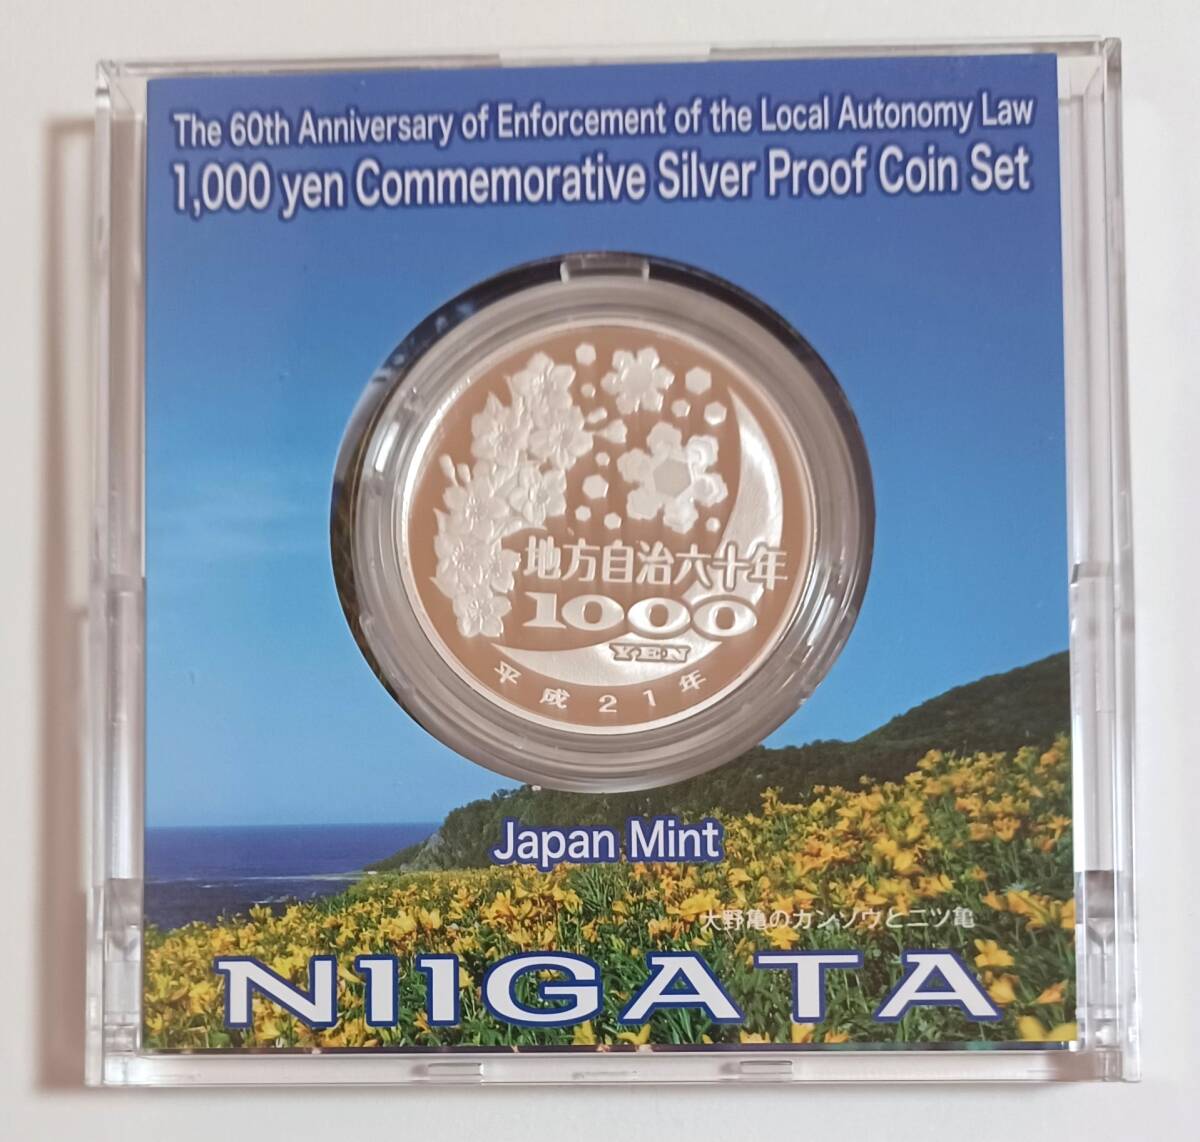 The 60th Anniversary of Enforcement of the Local Autonomy Law
1,000 yen Commemorative Silver Proof Coin Set
地方自治六十年
1000
YEN
平成21年
Japan Mint
大野亀のカンゾウと二ツ亀
NIIGATA